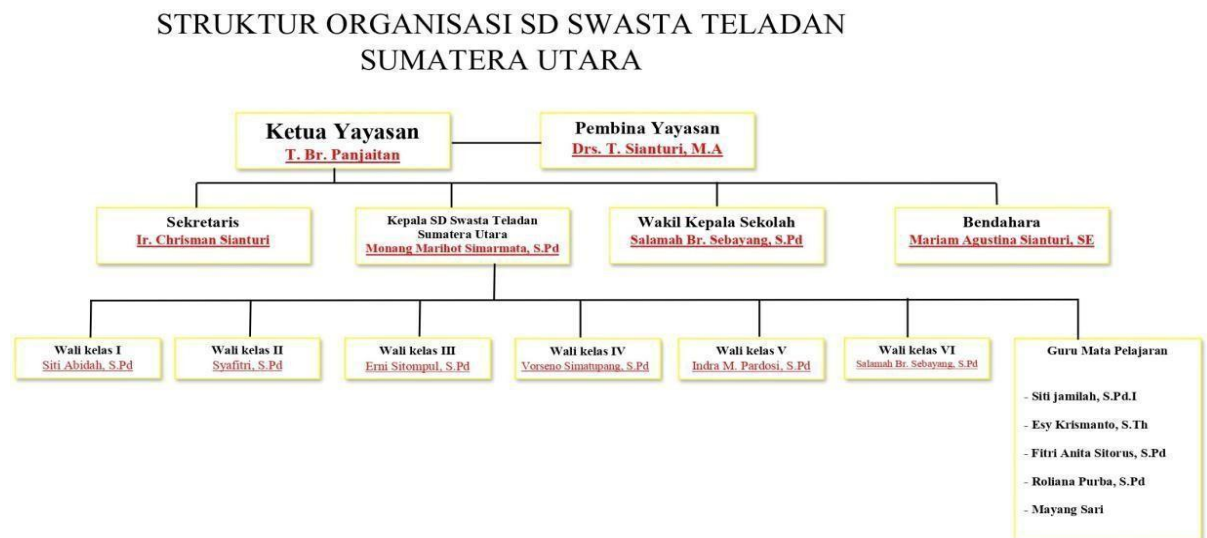 STRUKTUR ORGANISASI SD SWASTA TELADAN
SUMATERA UTARA
Ketua Yayasan
T. Br. Panjaitan
Pembina Yayasan
Drs. T. Sianturi, M.A
Sekretaris
Ir. Chrisman Sianturi
Kepala SD Swasta Teladan
Sumatera Utara
Monang Marihot Simarmata, S.Pd
Wakil Kepala Sekolah
Salamah Br. Sebayang, S.Pd
Bendahara
Mariam Agustina Sianturi, SE
Wali kelas I
Siti Abidah, S.Pd
Wali kelas II
Syafitri, S.Pd
Wali kelas III
Erni Sitompul, S.Pd
Wali kelas IV
Vorseno Simatupang, S.Pd
Wali kelas V
Indra M. Pardosi, S.Pd
Wali kelas VI
Salamah Br. Sebayang, S.Pd
Guru Mata Pelajaran
- Siti jamilah, S.Pd.I
- Esy Krismanto, S.Th
- Fitri Anita Sitorus, S.Pd
- Roliana Purba, S.Pd
- Mayang Sari